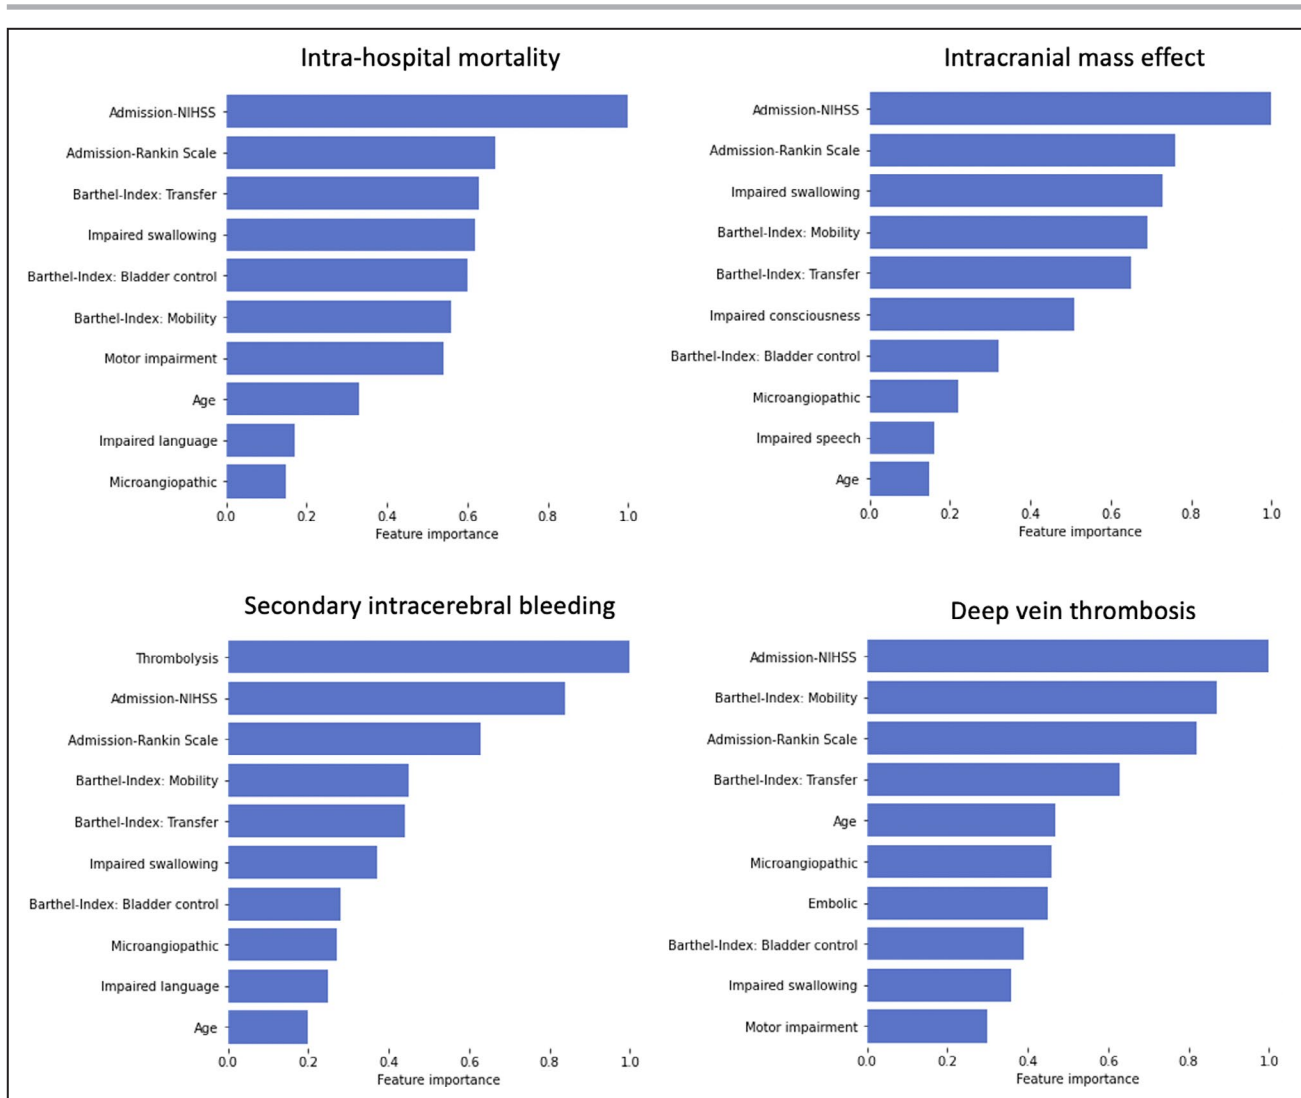 Intra-hospital mortality
Admission-NIHSS
Admission-Rankin Scale
Barthel-Index: Transfer
Impaired swallowing
Barthel-Index: Bladder control
Barthel-Index: Mobility
Motor impairment
Age
Impaired language
Microangiopathic
0.0 0.2 0.4 0.6 0.8 1.0
Feature importance
Intracranial mass effect
Admission-NIHSS
Admission-Rankin Scale
Impaired swallowing
Barthel-Index: Mobility
Barthel-Index: Transfer
Impaired consciousness
Barthel-Index: Bladder control
Microangiopathic
Impaired speech
Age
0.0 0.2 0.4 0.6 0.8 1.0
Feature importance
Secondary intracerebral bleeding
Thrombolysis
Admission-NIHSS
Admission-Rankin Scale
Barthel-Index: Mobility
Barthel-Index: Transfer
Impaired swallowing
Barthel-Index: Bladder control
Microangiopathic
Impaired language
Age
0.0 0.2 0.4 0.6 0.8 1.0
Feature importance
Deep vein thrombosis
Admission-NIHSS
Barthel-Index: Mobility
Admission-Rankin Scale
Barthel-Index: Transfer
Age
Microangiopathic
Embolic
Barthel-Index: Bladder control
Impaired swallowing
Motor impairment
0.0 0.2 0.4 0.6 0.8 1.0
Feature importance